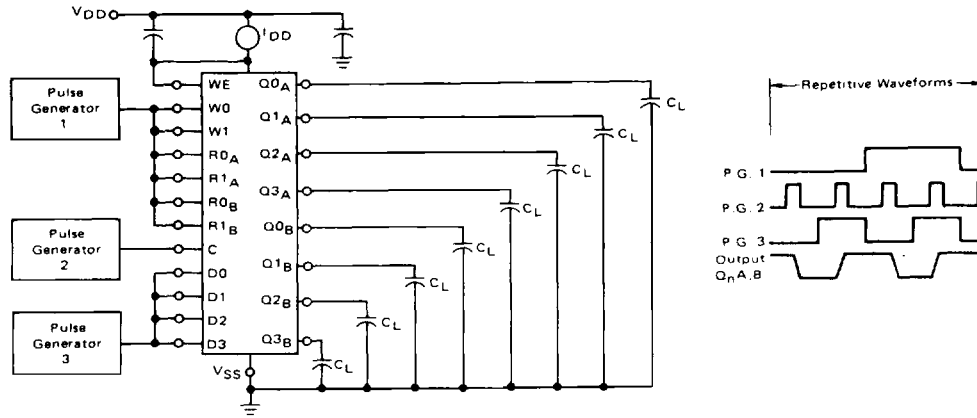 VDD
IDD
Pulse
Generator
1
Pulse
Generator
2
Pulse
Generator
3
WE
W0
W1
R0A
R1A
R0B
R1B
C
D0
D1
D2
D3
Q0A
Q1A
Q2A
Q3A
Q0B
Q1B
Q2B
Q3B
VSS
CL
CL
CL
CL
CL
CL
CL
CL
Repetitive Waveforms
P.G. 1
P.G. 2
P.G. 3
Output
QnA,B